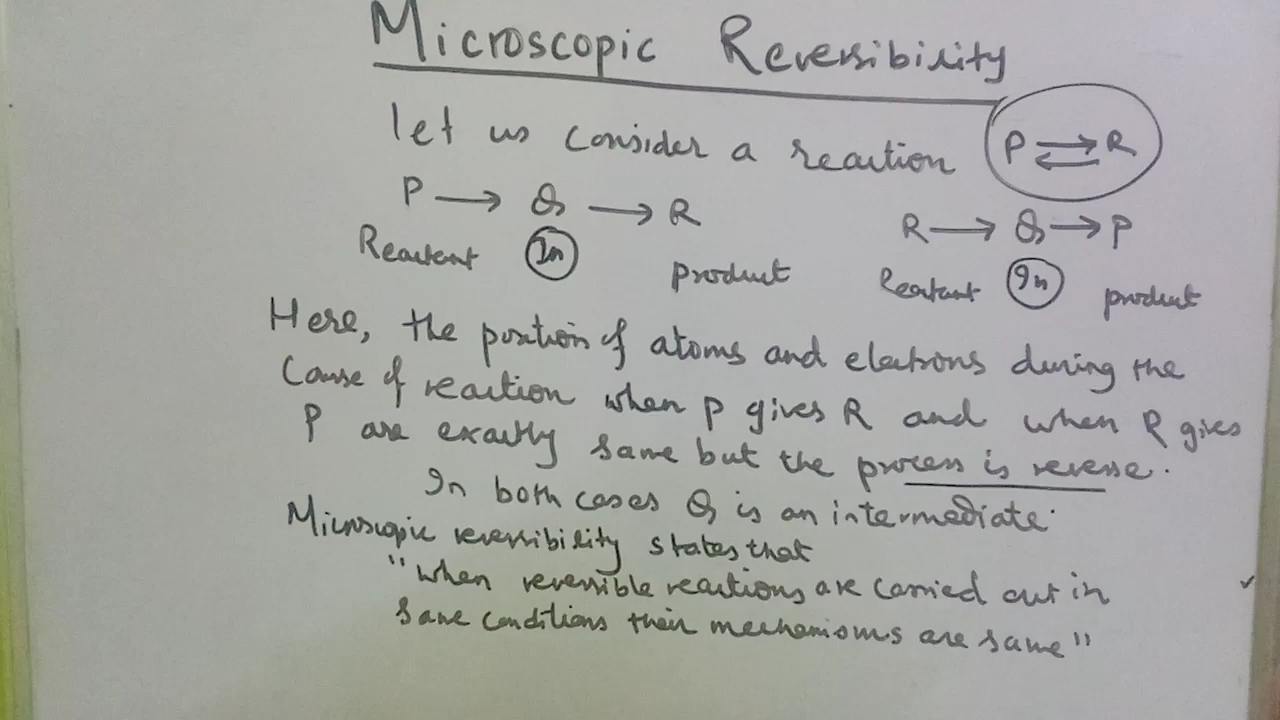 Microscopic Reversibility
let us consider a reaction P ⇌ R
P → Q → R R → Q → P
Reactant In product Reactant In product
Here, the position of atoms and electrons during the
Course of reaction when P gives R and when R gives
P are exactly same but the process is reverse.
In both cases Q is an intermediate.
Microscopic reversibility states that
"when reversible reactions are carried out in
same conditions their mechanisms are same"